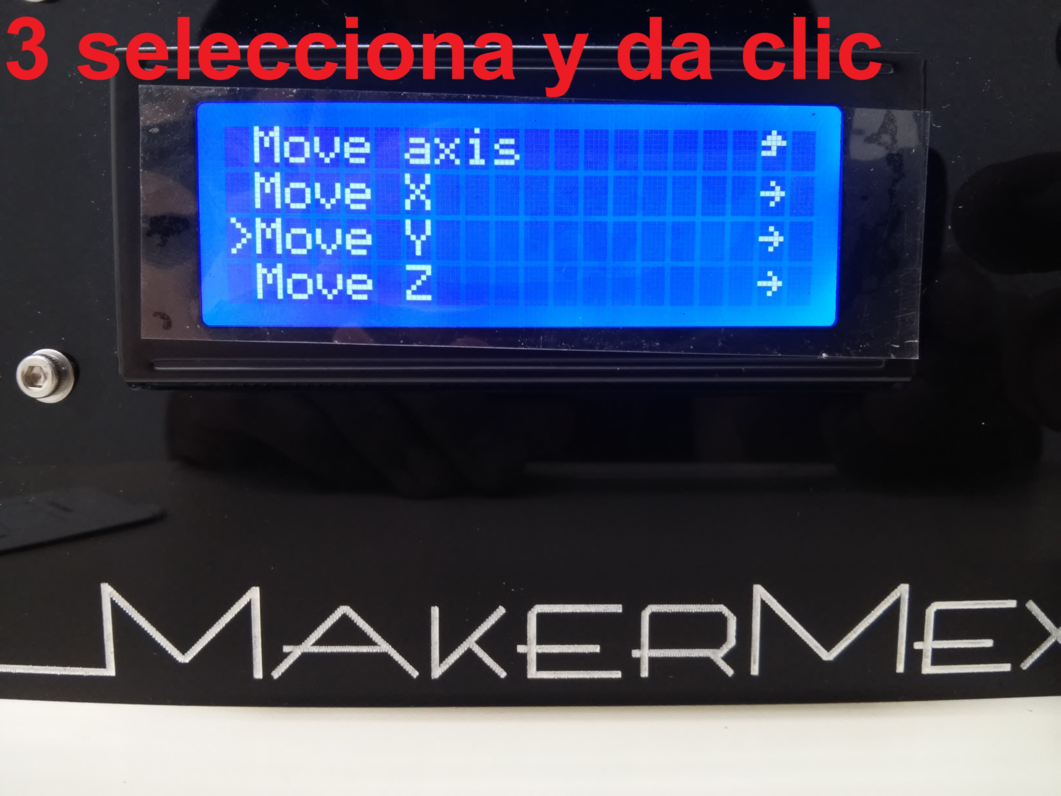 3 selecciona y da clic
Move axis
Move X →
>Move Y →
Move Z →
MAKERMEX